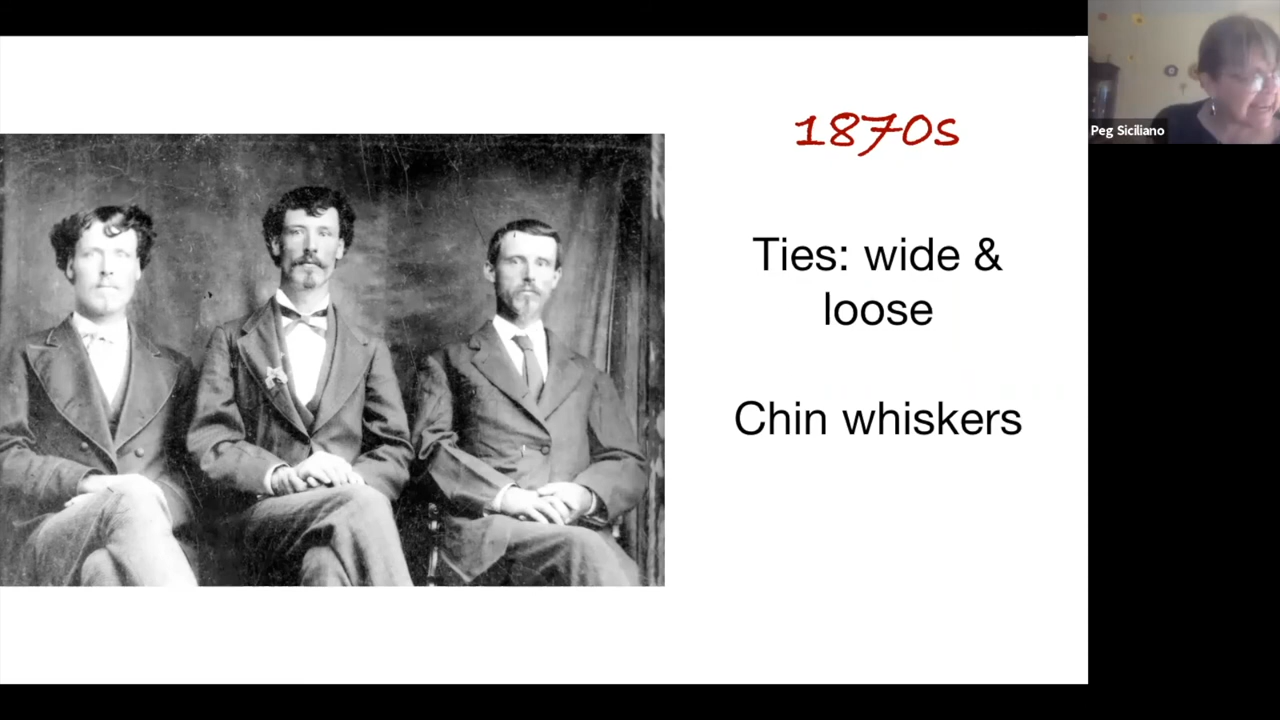 1870s
Ties: wide &
loose
Chin whiskers
Peg Siciliano